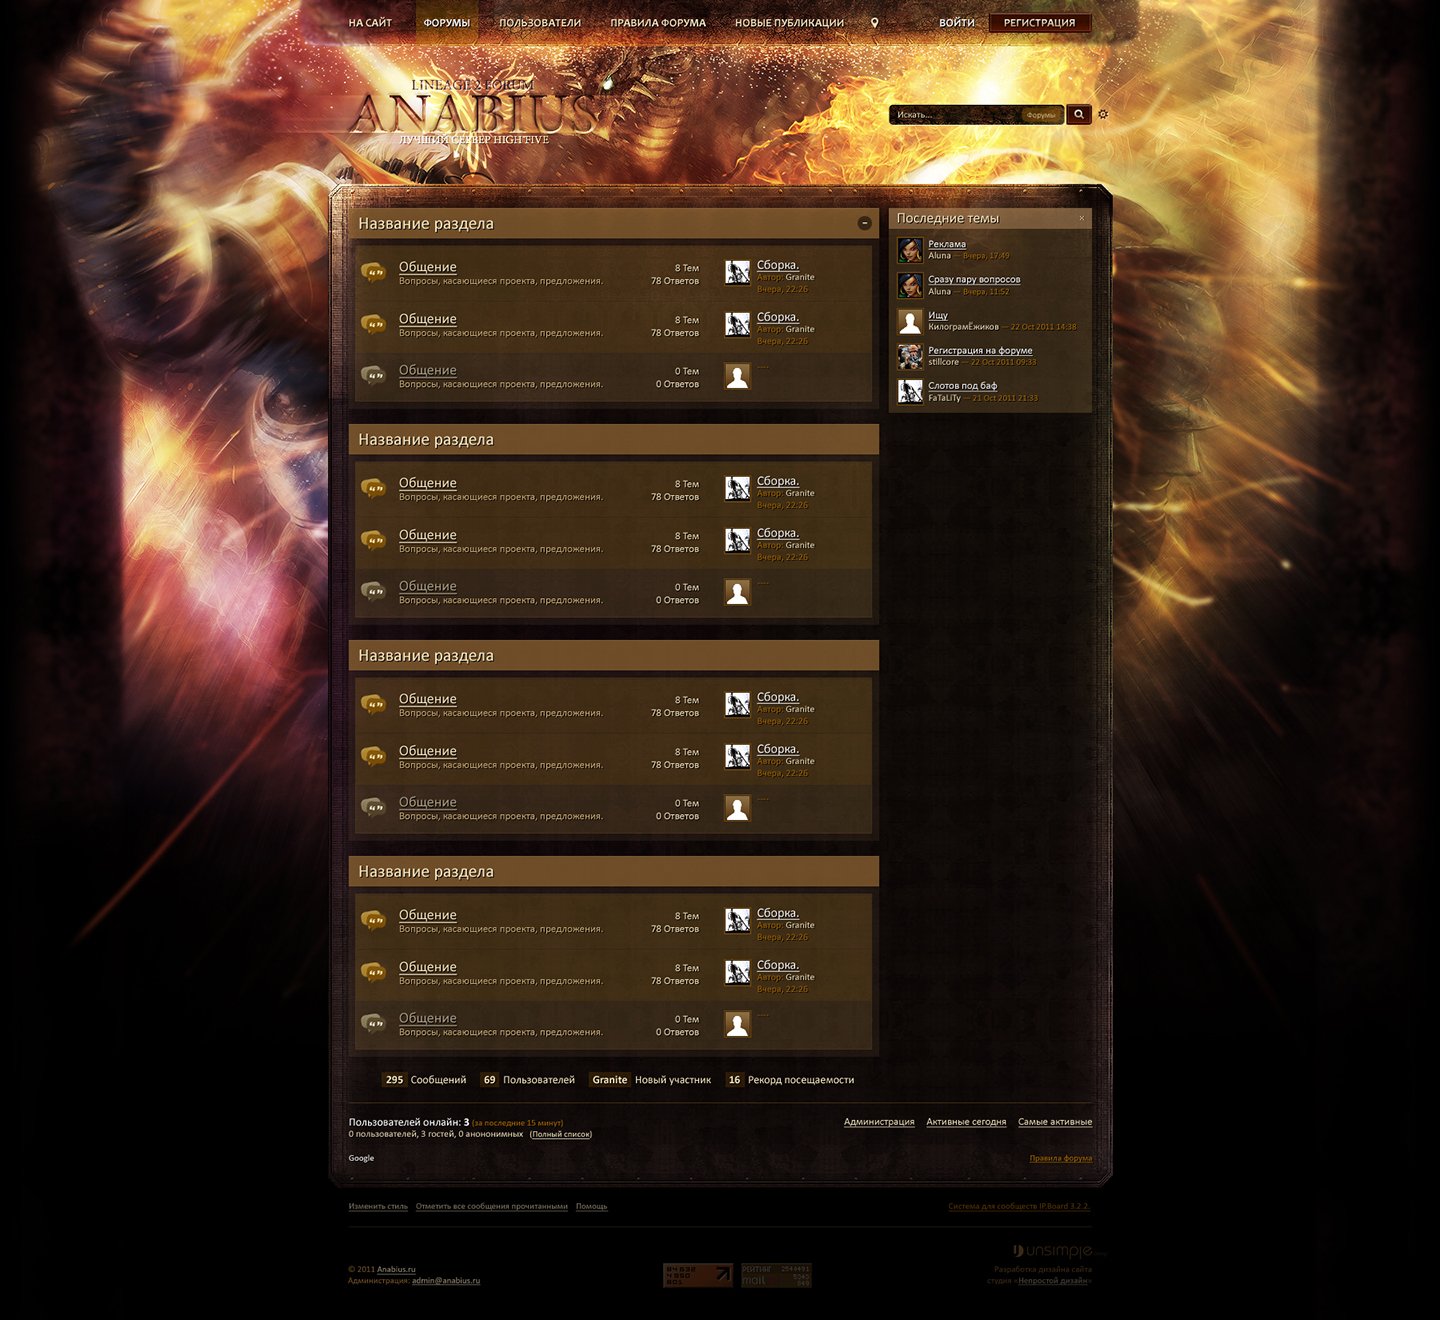 НА САЙТ ФОРУМЫ ПОЛЬЗОВАТЕЛИ ПРАВИЛА ФОРУМА НОВЫЕ ПУБЛИКАЦИИ ВОЙТИ РЕГИСТРАЦИЯ
LINEAGE 2 FORUM
ANABIUS
ЛУЧШИЙ СЕРВЕР HIGH FIVE
Искать... Форумы
Название раздела
Общение 8 Тем Сборка.
Вопросы, касающиеся проекта, предложения. 78 Ответов Автор: Granite
Вчера, 22:26
Общение 8 Тем Сборка.
Вопросы, касающиеся проекта, предложения. 78 Ответов Автор: Granite
Вчера, 22:26
Общение 0 Тем ----
Вопросы, касающиеся проекта, предложения. 0 Ответов
Последние темы
Реклама
Aluna — Вчера, 17:49
Сразу пару вопросов
Aluna — Вчера, 11:52
Ищу
КилограмЁжиков — 22 Oct 2011 14:38
Регистрация на форуме
stillcore — 22 Oct 2011 09:33
Слотов под баф
FaTaLiTy — 21 Oct 2011 21:33
Название раздела
Общение 8 Тем Сборка.
Вопросы, касающиеся проекта, предложения. 78 Ответов Автор: Granite
Вчера, 22:26
Общение 8 Тем Сборка.
Вопросы, касающиеся проекта, предложения. 78 Ответов Автор: Granite
Вчера, 22:26
Общение 0 Тем ----
Вопросы, касающиеся проекта, предложения. 0 Ответов
Название раздела
Общение 8 Тем Сборка.
Вопросы, касающиеся проекта, предложения. 78 Ответов Автор: Granite
Вчера, 22:26
Общение 8 Тем Сборка.
Вопросы, касающиеся проекта, предложения. 78 Ответов Автор: Granite
Вчера, 22:26
Общение 0 Тем ----
Вопросы, касающиеся проекта, предложения. 0 Ответов
Название раздела
Общение 8 Тем Сборка.
Вопросы, касающиеся проекта, предложения. 78 Ответов Автор: Granite
Вчера, 22:26
Общение 8 Тем Сборка.
Вопросы, касающиеся проекта, предложения. 78 Ответов Автор: Granite
Вчера, 22:26
Общение 0 Тем ----
Вопросы, касающиеся проекта, предложения. 0 Ответов
295 Сообщений 69 Пользователей Granite Новый участник 16 Рекорд посещаемости
Пользователей онлайн: 3 (за последние 15 минут) Администрация Активные сегодня Самые активные
0 пользователей, 3 гостей, 0 анононимных (Полный список)
Google Правила форума
Изменить стиль Отметить все сообщения прочитанными Помощь Система для сообществ IP.Board 3.2.2.
unsimple
© 2011 Anabius.ru
Администрация: admin@anabius.ru
РЕЙТИНГ
mail
Разработка дизайна сайта
студия «Непростой дизайн»